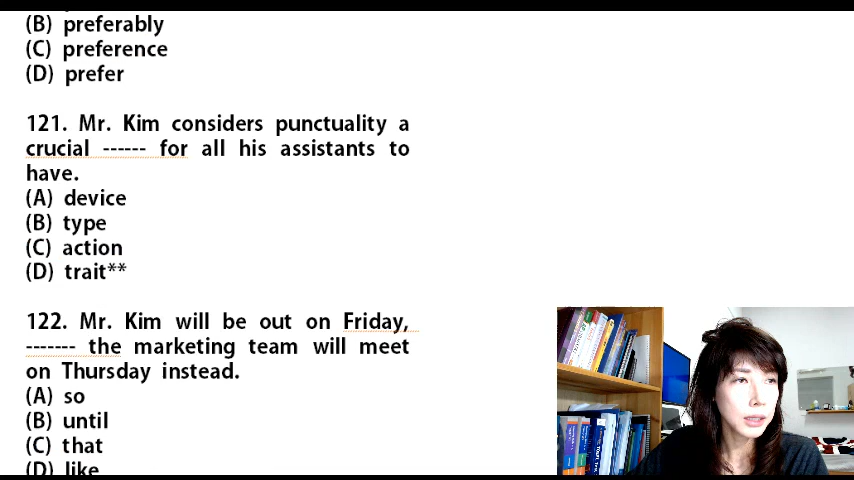 (B) preferably
(C) preference
(D) prefer
121. Mr. Kim considers punctuality a
crucial ------ for all his assistants to
have.
(A) device
(B) type
(C) action
(D) trait**
122. Mr. Kim will be out on Friday,
------- the marketing team will meet
on Thursday instead.
(A) so
(B) until
(C) that
(D) like